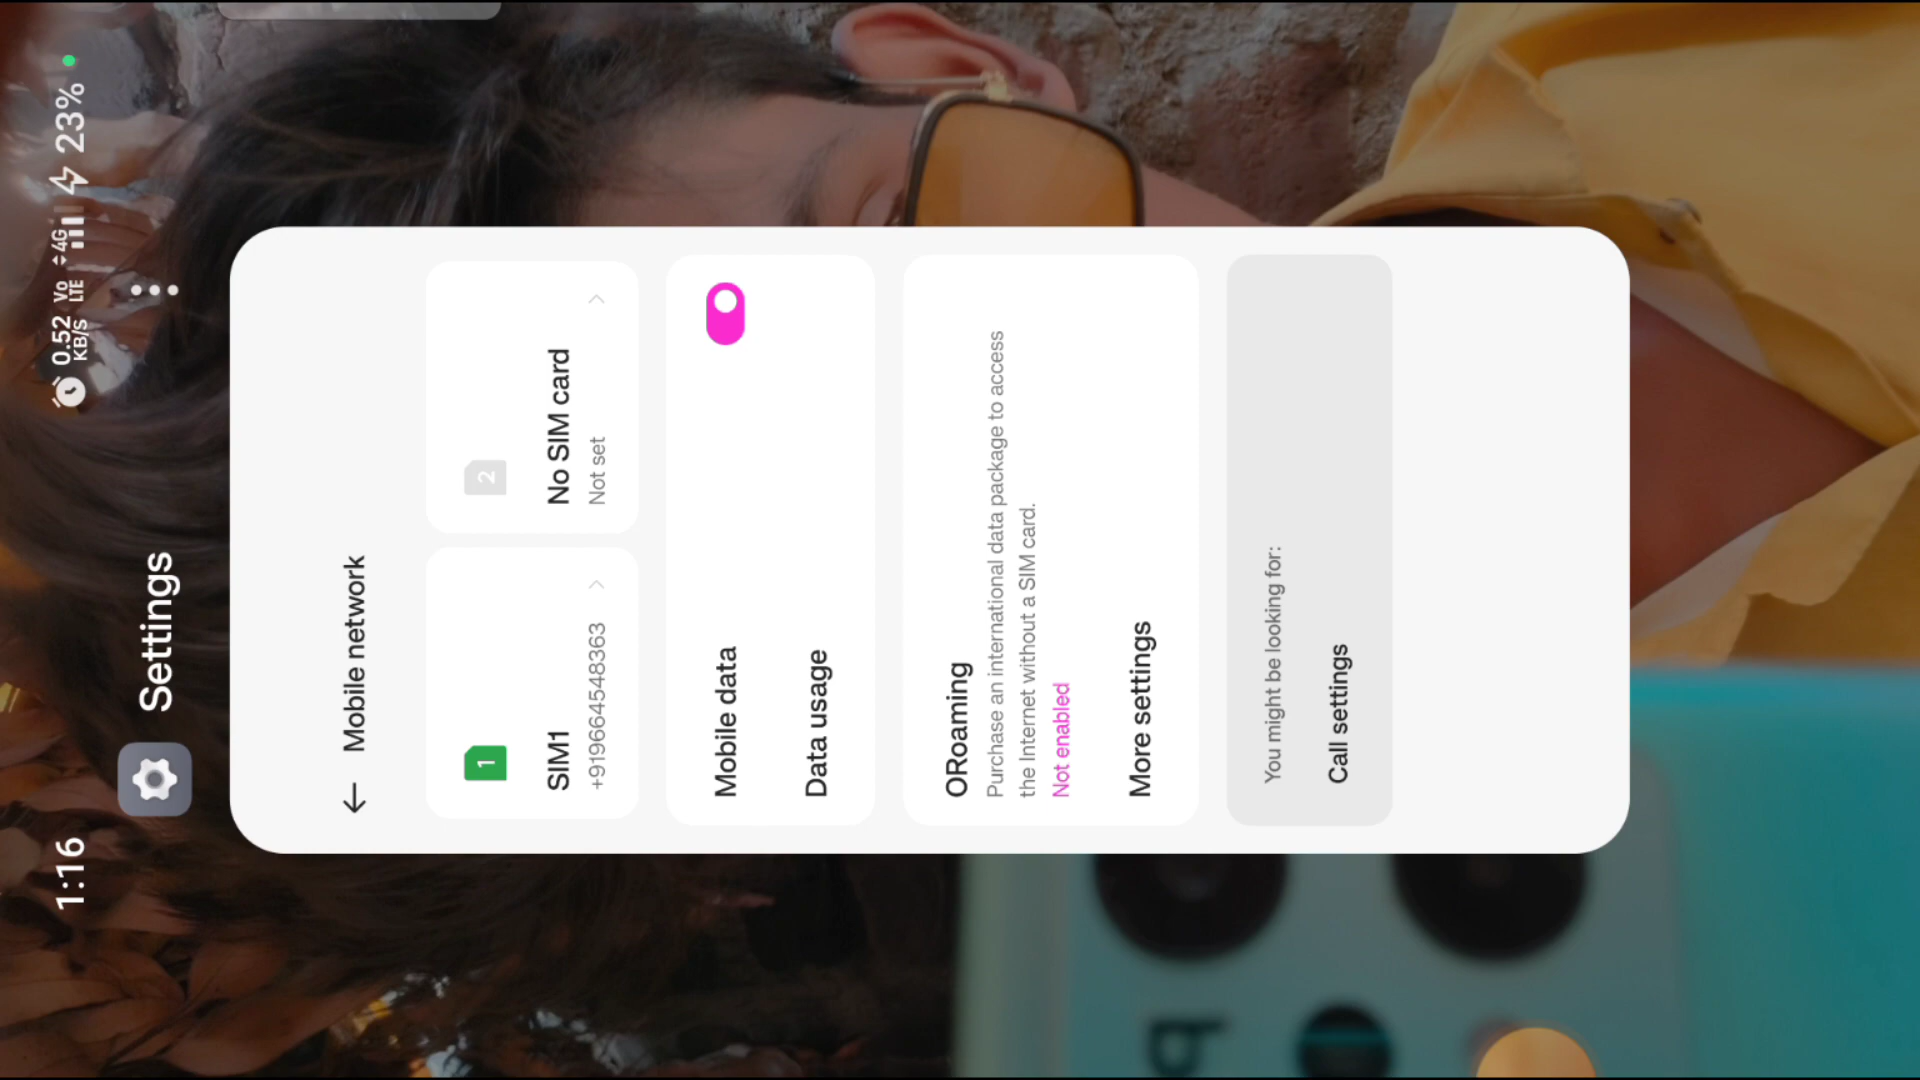 1:16
0.52
KB/S
Vo
LTE
4G
23%
Settings
Mobile network
1
SIM1
+919664548363
2
No SIM card
Not set
Mobile data
Data usage
ORoaming
Purchase an international data package to access
the Internet without a SIM card.
Not enabled
More settings
You might be looking for:
Call settings